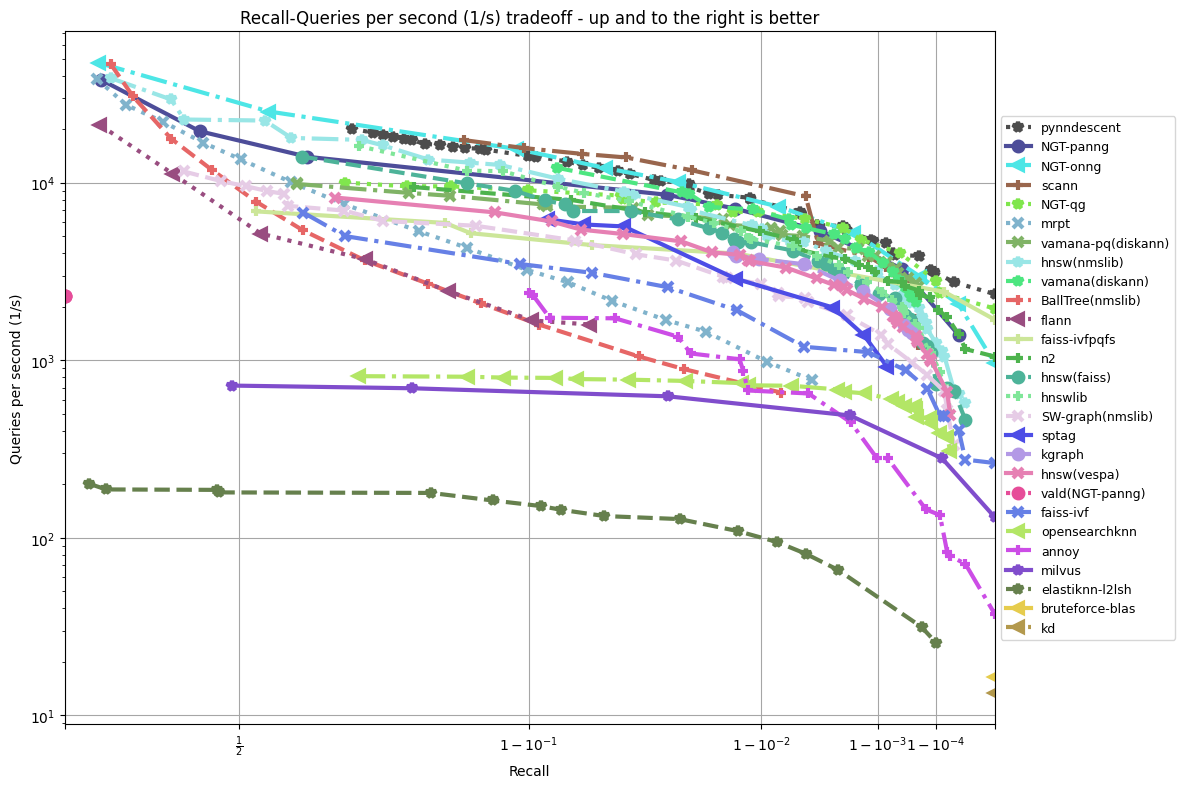 Recall-Queries per second (1/s) tradeoff - up and to the right is better
Queries per second (1/s)
10⁴
10³
10²
10¹
½
1 − 10⁻¹
1 − 10⁻²
1 − 10⁻³
1 − 10⁻⁴
Recall
pynndescent
NGT-panng
NGT-onng
scann
NGT-qg
mrpt
vamana-pq(diskann)
hnsw(nmslib)
vamana(diskann)
BallTree(nmslib)
flann
faiss-ivfpqfs
n2
hnsw(faiss)
hnswlib
SW-graph(nmslib)
sptag
kgraph
hnsw(vespa)
vald(NGT-panng)
faiss-ivf
opensearchknn
annoy
milvus
elastiknn-l2lsh
bruteforce-blas
kd